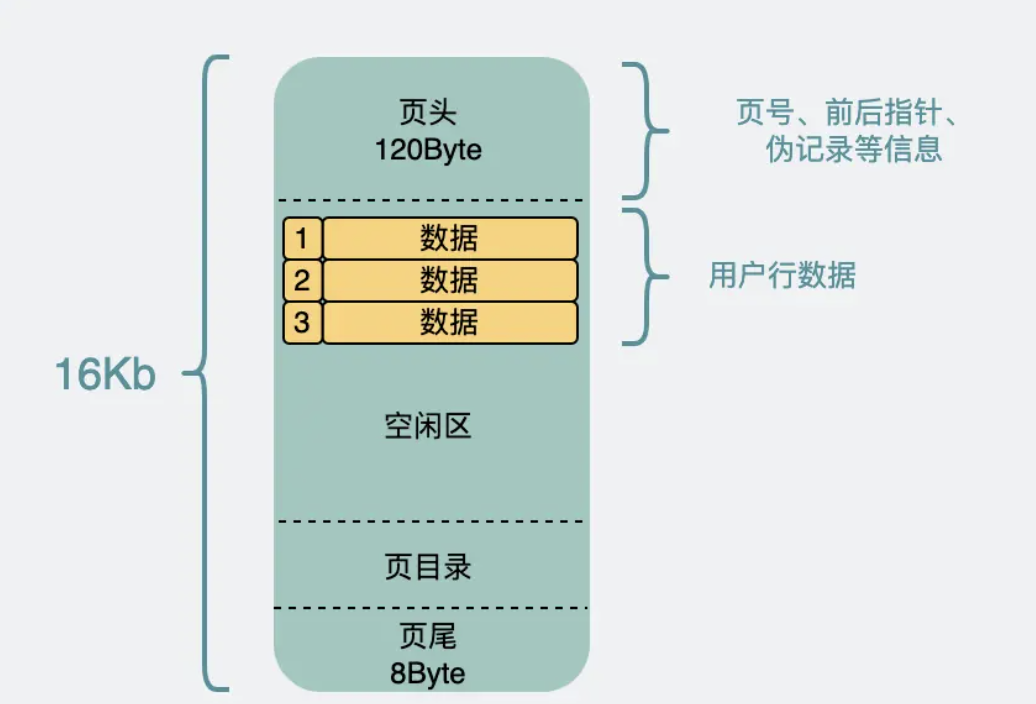 页头
120Byte
页号、前后指针、
伪记录等信息
1 数据
2 数据
3 数据
用户行数据
16Kb
空闲区
页目录
页尾
8Byte